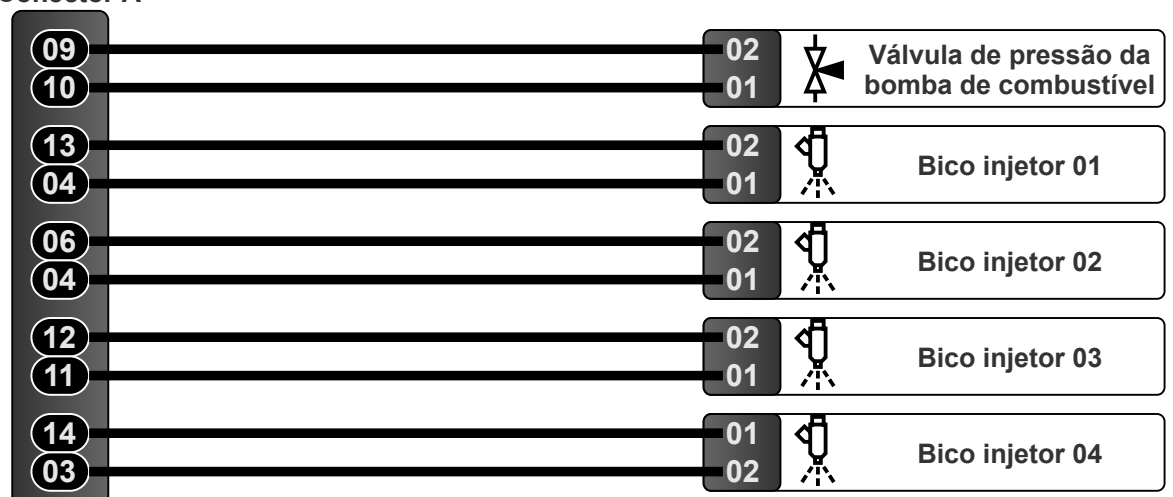 09 02 Válvula de pressão da
10 01 bomba de combustível
13 02
Bico injetor 01
04 01
06 02
Bico injetor 02
04 01
12 02
Bico injetor 03
11 01
14 01
Bico injetor 04
03 02